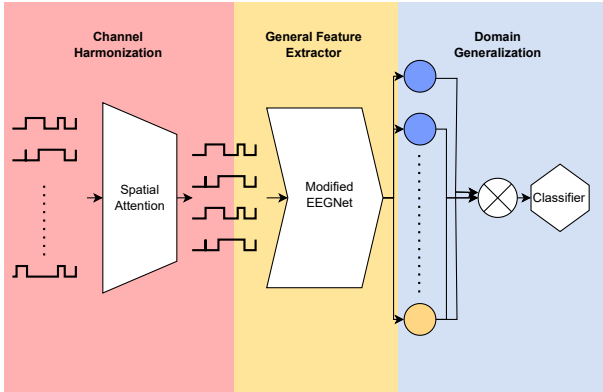 Channel
Harmonization
General Feature
Extractor
Domain
Generalization
Spatial
Attention
Modified
EEGNet
Classifier